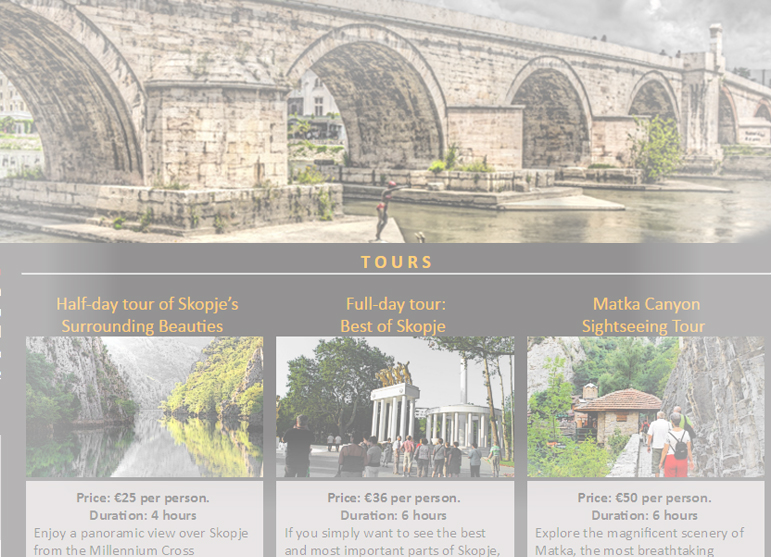 TOURS
Half-day tour of Skopje's
Surrounding Beauties
Full-day tour:
Best of Skopje
Matka Canyon
Sightseeing Tour
Price: €25 per person.
Duration: 4 hours
Enjoy a panoramic view over Skopje
from the Millennium Cross
Price: €36 per person.
Duration: 6 hours
If you simply want to see the best
and most important parts of Skopje,
Price: €50 per person.
Duration: 6 hours
Explore the magnificent scenery of
Matka, the most breathtaking